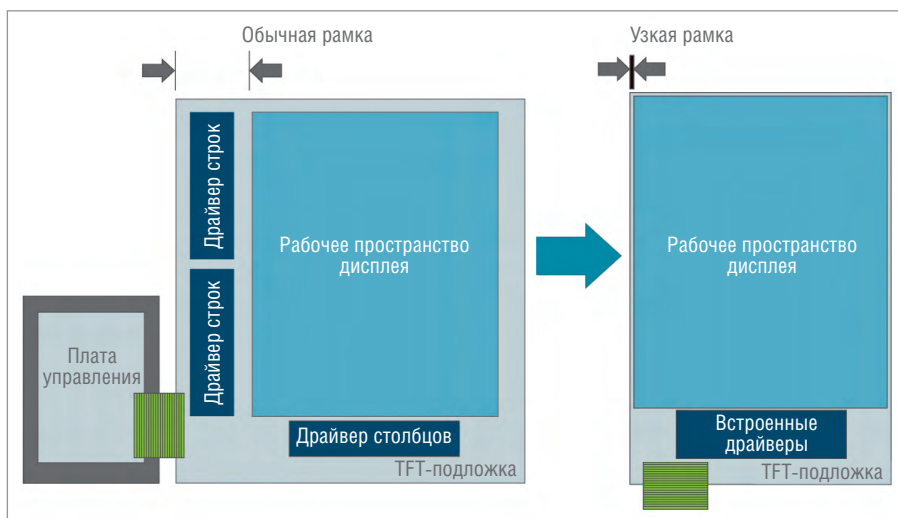 Обычная рамка
Узкая рамка
Драйвер строк
Драйвер строк
Рабочее пространство
дисплея
Рабочее пространство
дисплея
Плата
управления
Драйвер столбцов
TFT-подложка
Встроенные
драйверы
TFT-подложка